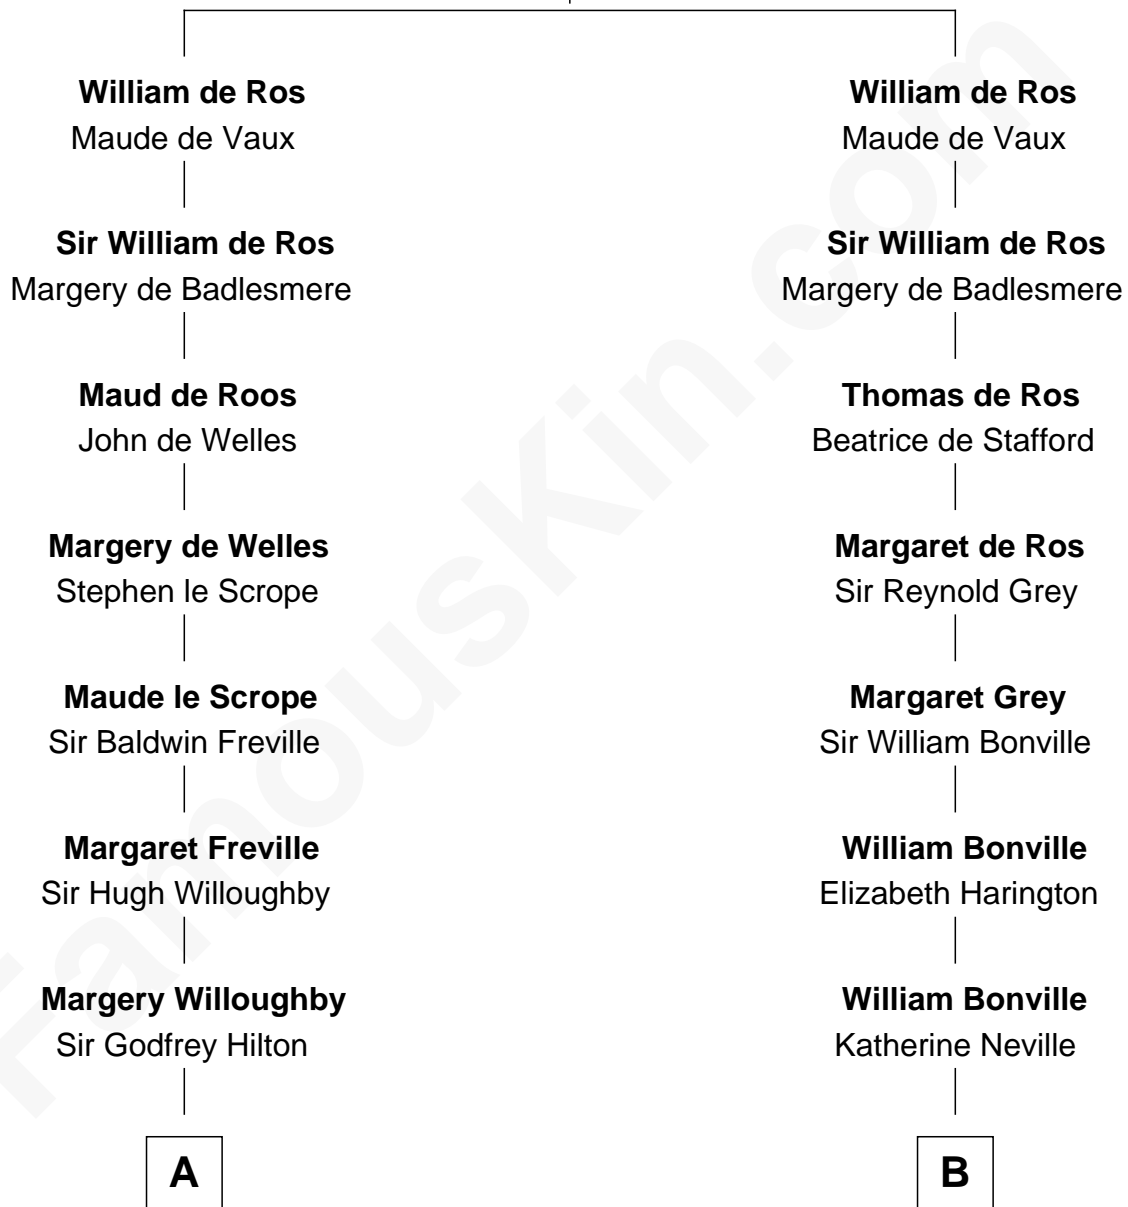 William de Ros
Maude de Vaux
Sir William de Ros
Margery de Badlesmere
Maud de Roos
John de Welles
Margery de Welles
Stephen le Scrope
Maude le Scrope
Sir Baldwin Freville
Margaret Freville
Sir Hugh Willoughby
Margery Willoughby
Sir Godfrey Hilton
A
William de Ros
Maude de Vaux
Sir William de Ros
Margery de Badlesmere
Thomas de Ros
Beatrice de Stafford
Margaret de Ros
Sir Reynold Grey
Margaret Grey
Sir William Bonville
William Bonville
Elizabeth Harington
William Bonville
Katherine Neville
B
FamousKin.com